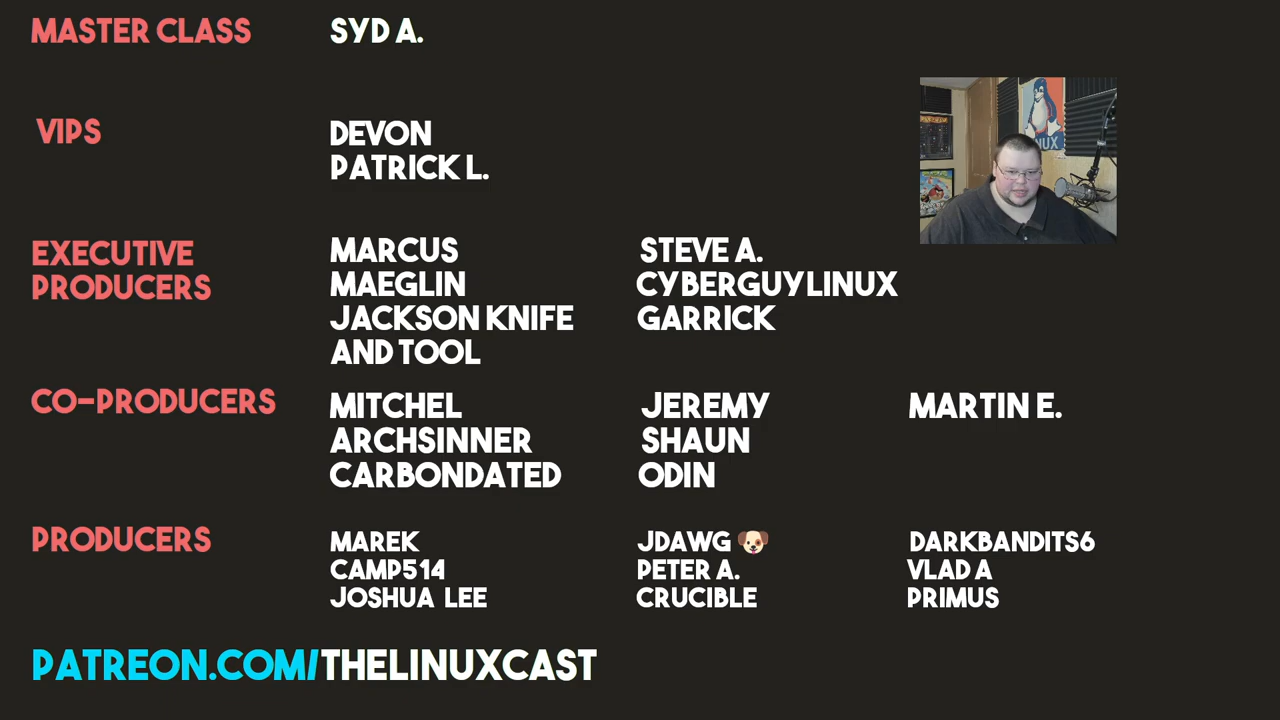 MASTER CLASS
SYD A.
VIPS
DEVON
PATRICK L.
EXECUTIVE
PRODUCERS
MARCUS
MAEGLIN
JACKSON KNIFE
AND TOOL
STEVE A.
CYBERGUYLINUX
GARRICK
CO-PRODUCERS
MITCHEL
ARCHSINNER
CARBONDATED
JEREMY
SHAUN
ODIN
MARTIN E.
PRODUCERS
MAREK
CAMP514
JOSHUA LEE
JDAWG 🐶
PETER A.
CRUCIBLE
DARKBANDITS6
VLAD A
PRIMUS
PATREON.COM/THELINUXCAST